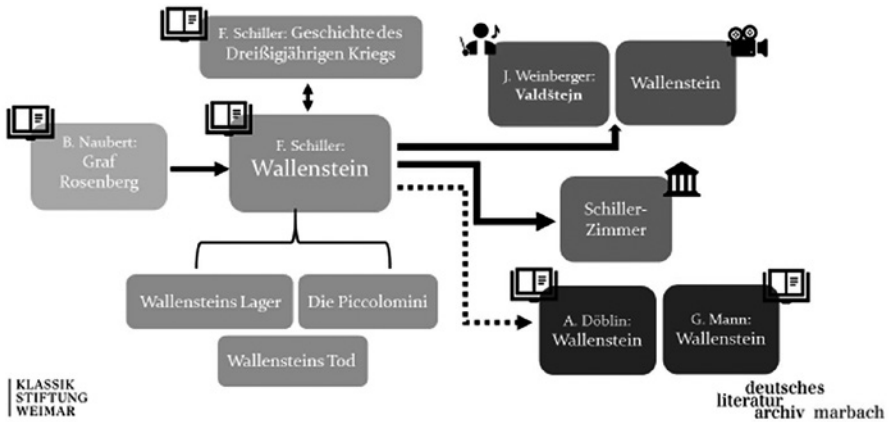 F. Schiller: Geschichte des
Dreißigjährigen Kriegs
J. Weinberger:
Valdštejn
Wallenstein
B. Naubert:
Graf
Rosenberg
F. Schiller:
Wallenstein
Schiller-
Zimmer
Wallensteins Lager
Die Piccolomini
Wallensteins Tod
A. Döblin:
Wallenstein
G. Mann:
Wallenstein
KLASSIK
STIFTUNG
WEIMAR
deutsches
literatur
archiv marbach